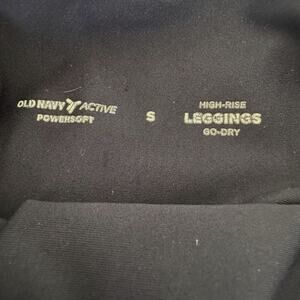 OLD NAVY ACTIVE
POWERSOFT
S
HIGH-RISE
LEGGINGS
GO-DRY